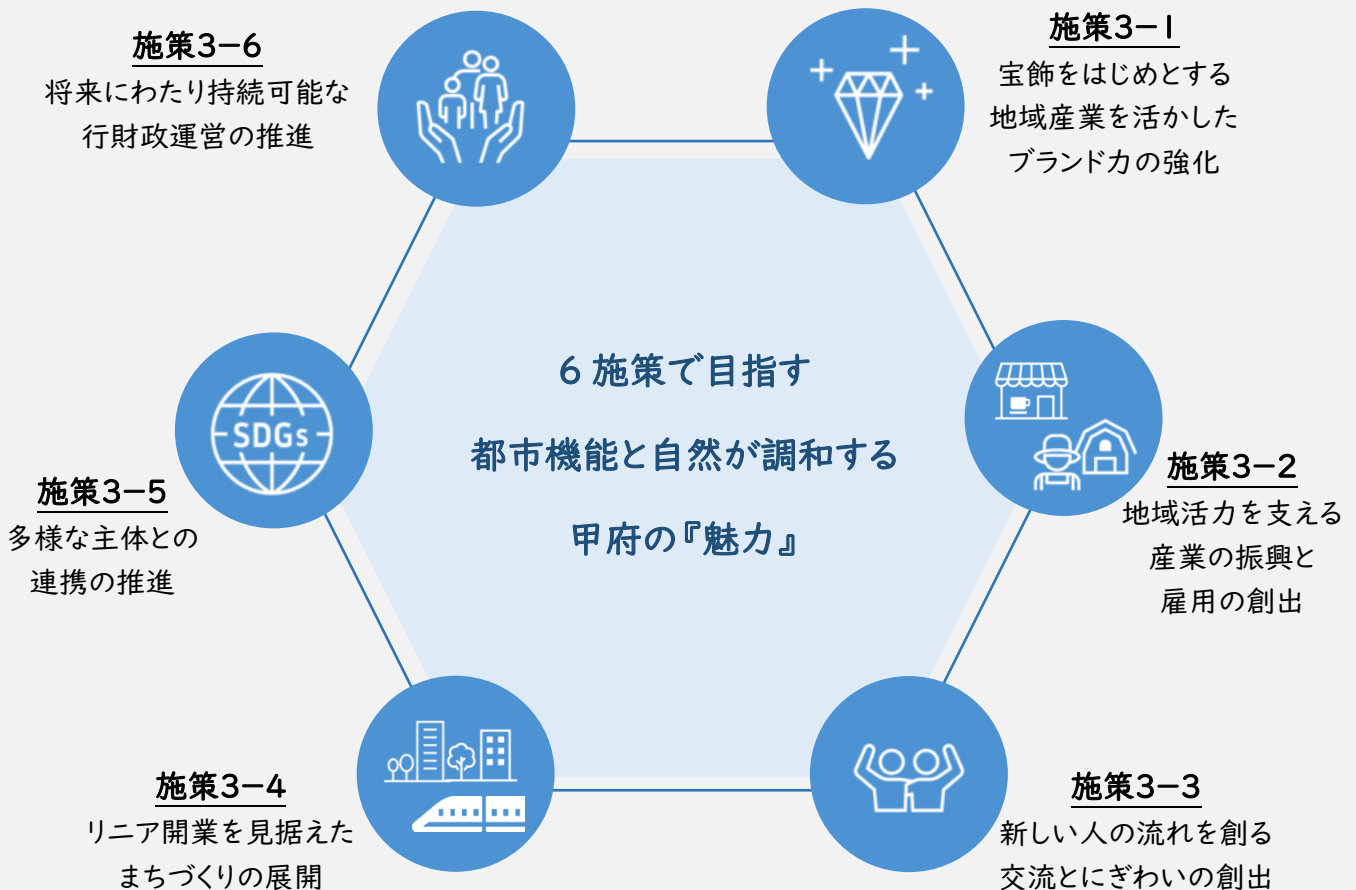 施策3-6
将来にわたり持続可能な
行財政運営の推進
施策3-1
宝飾をはじめとする
地域産業を活かした
ブランド力の強化
6 施策で目指す
都市機能と自然が調和する
甲府の『魅力』
SDGs
施策3-5
多様な主体との
連携の推進
施策3-2
地域活力を支える
産業の振興と
雇用の創出
施策3-4
リニア開業を見据えた
まちづくりの展開
施策3-3
新しい人の流れを創る
交流とにぎわいの創出